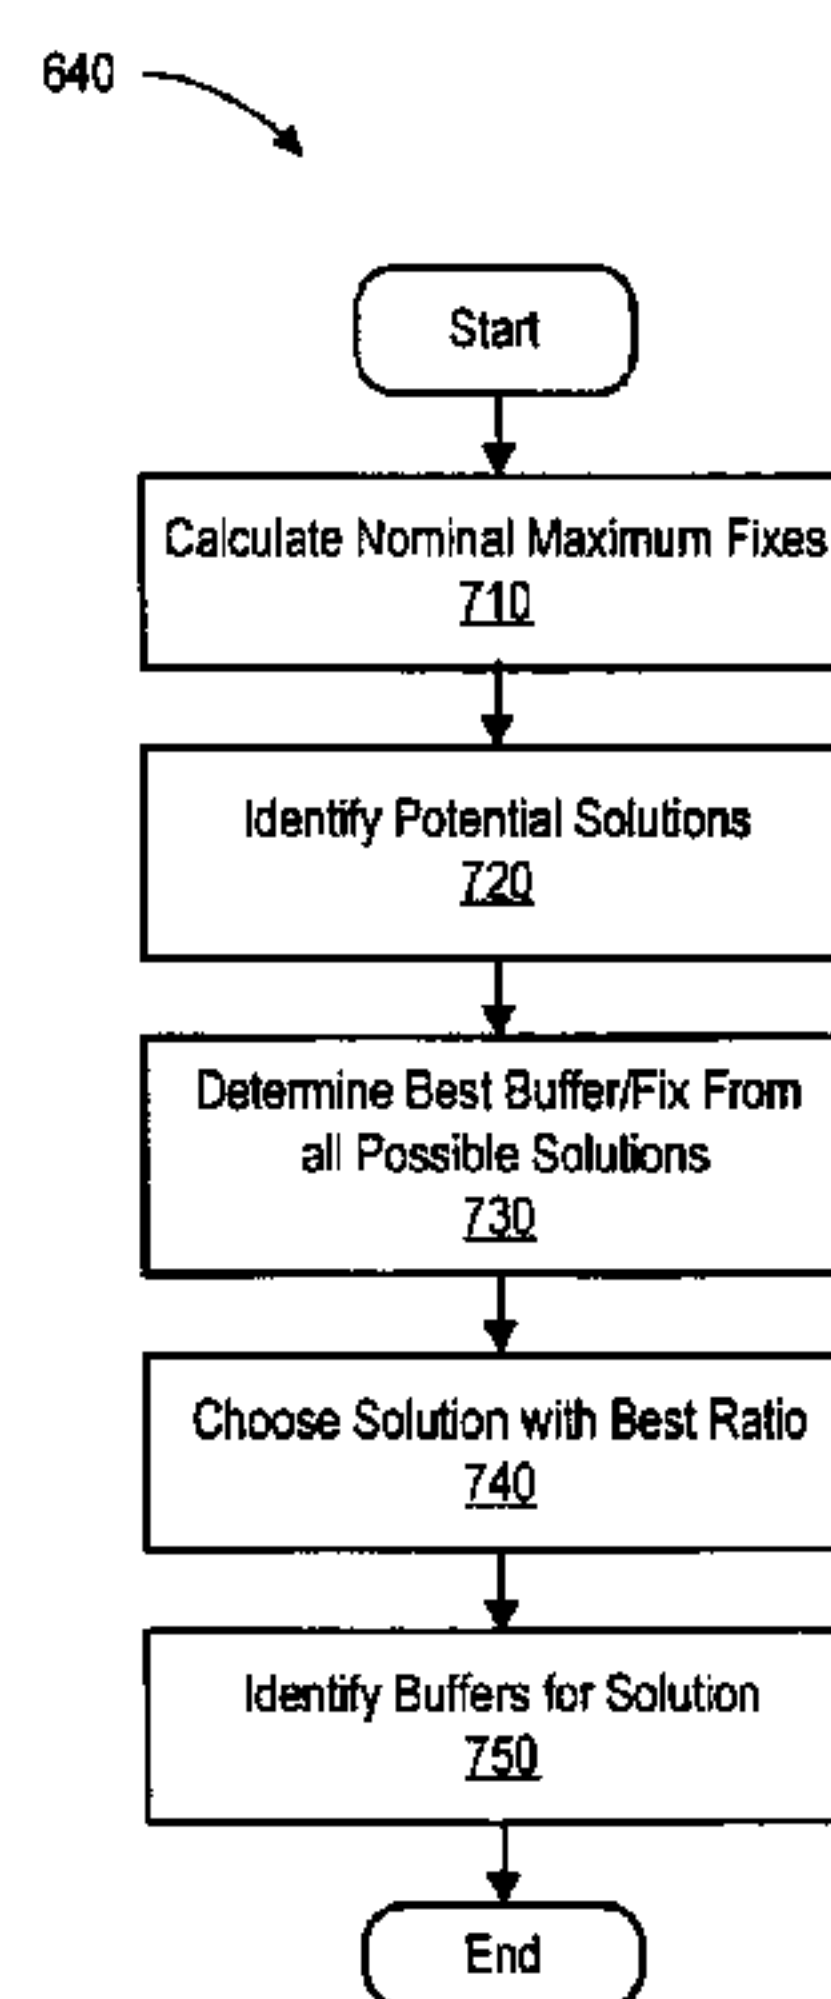 640
Start
Calculate Nominal Maximum Fixes
710
Identify Potential Solutions
720
Determine Best Buffer/Fix From
all Possible Solutions
730
Choose Solution with Best Ratio
740
Identify Buffers for Solution
750
End